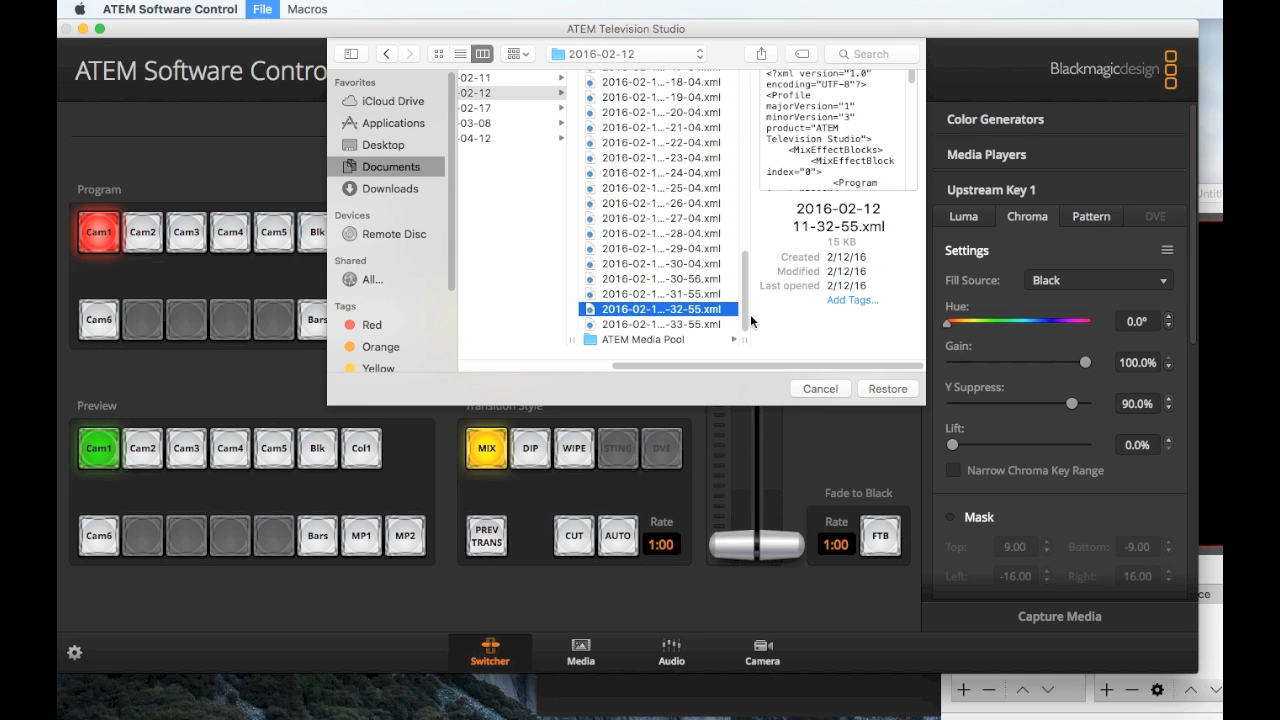 ATEM Software Control File Macros
ATEM Television Studio
ATEM Software Contro
Blackmagicdesign
2016-02-12
Search
Favorites
iCloud Drive
Applications
Desktop
Documents
Downloads
Devices
Remote Disc
Shared
All...
Tags
Red
Orange
Yellow
-02-11
-02-12
-02-17
-03-08
-04-12
2016-02-1...-18-04.xml
2016-02-1...-19-04.xml
2016-02-1...-20-04.xml
2016-02-1...-21-04.xml
2016-02-1...-22-04.xml
2016-02-1...-23-04.xml
2016-02-1...-24-04.xml
2016-02-1...-25-04.xml
2016-02-1...-26-04.xml
2016-02-1...-27-04.xml
2016-02-1...-28-04.xml
2016-02-1...-29-04.xml
2016-02-1...-30-04.xml
2016-02-1...-30-56.xml
2016-02-1...-31-55.xml
2016-02-1...-32-55.xml
2016-02-1...-33-55.xml
ATEM Media Pool
<?xml version="1.0"
encoding="UTF-8"?>
<Profile
majorVersion="1"
minorVersion="3"
product="ATEM
Television Studio">
<MixEffectBlocks>
<MixEffectBlock
index="0">
<Program
2016-02-12
11-32-55.xml
15 KB
Created 2/12/16
Modified 2/12/16
Last opened 2/12/16
Add Tags...
Cancel Restore
Program
Cam1 Cam2 Cam3 Cam4 Cam5 Blk
Cam6 Bars
Preview
Cam1 Cam2 Cam3 Cam4 Cam5 Blk Col1
Cam6 Bars MP1 MP2
Transition Style
MIX DIP WIPE STING DVE
PREV
TRANS
CUT AUTO
Rate
1:00
Fade to Black
Rate
1:00
FTB
Color Generators
Media Players
Upstream Key 1
Luma Chroma Pattern DVE
Settings
Fill Source: Black
Hue:
0.0°
Gain:
100.0%
Y Suppress:
90.0%
Lift:
0.0%
Narrow Chroma Key Range
Mask
Top: 9.00 Bottom: -9.00
Left: -16.00 Right: 16.00
Capture Media
Switcher Media Audio Camera